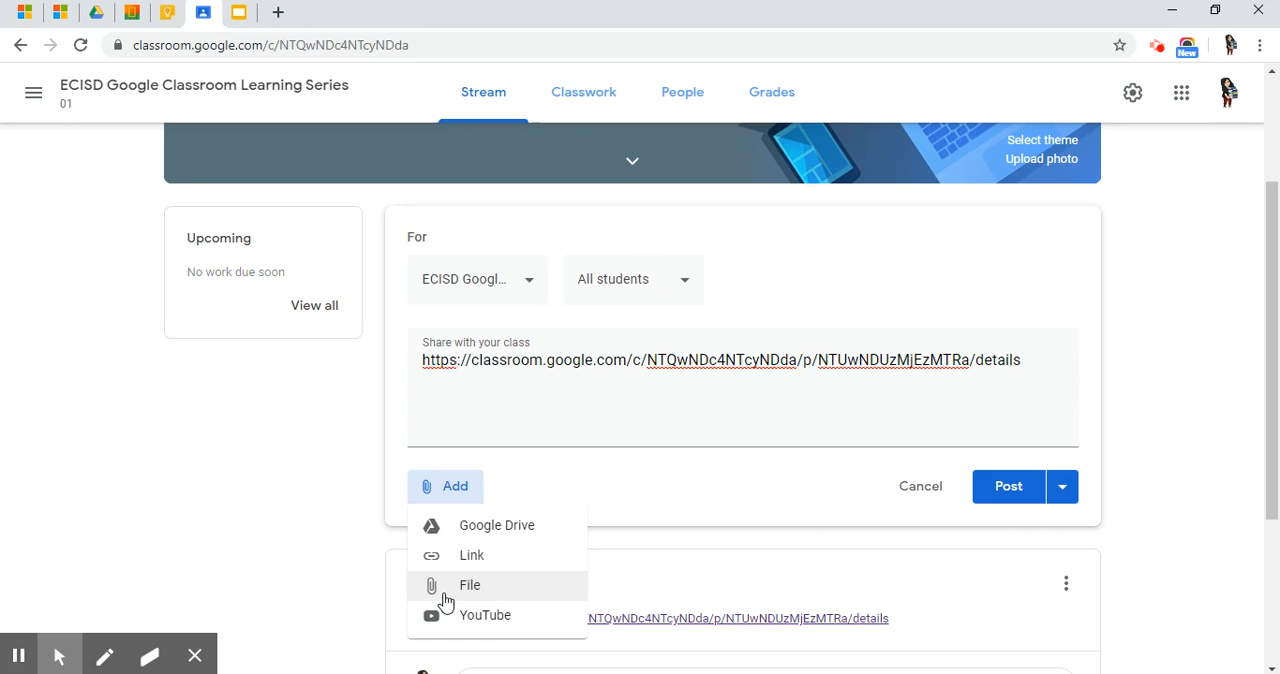 classroom.google.com/c/NTQwNDc4NTcyNDda
New
ECISD Google Classroom Learning Series
01
Stream
Classwork
People
Grades
Select theme
Upload photo
Upcoming
No work due soon
View all
For
ECISD Googl...
All students
Share with your class
https://classroom.google.com/c/NTQwNDc4NTcyNDda/p/NTUwNDUzMjEzMTRa/details
Add
Cancel
Post
Google Drive
Link
File
YouTube
NTQwNDc4NTcyNDda/p/NTUwNDUzMjEzMTRa/details